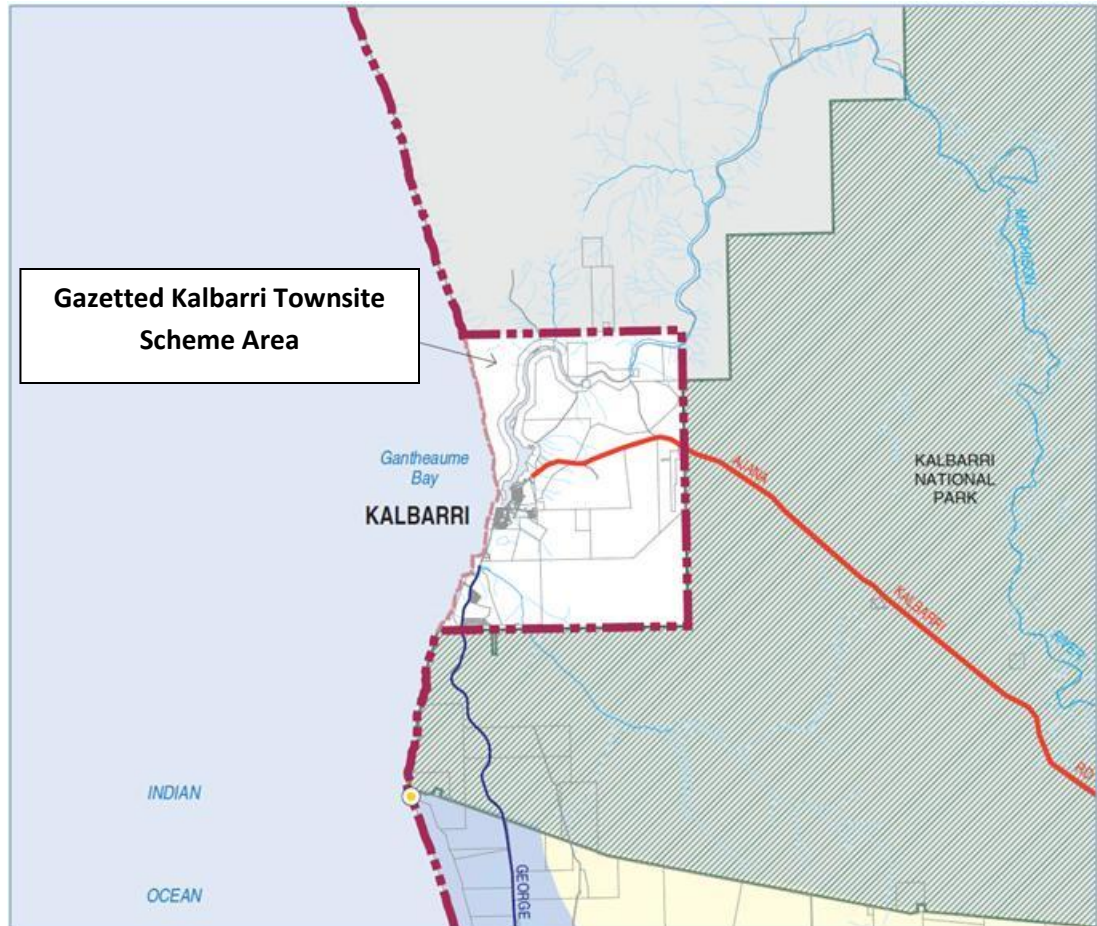 MURCHISON
Gazetted Kalbarri Townsite
Scheme Area
Gantheaume
Bay
KALBARRI
AJANA
KALBARRI
NATIONAL
PARK
KALBARRI
RIVER
RD
INDIAN
GEORGE
OCEAN